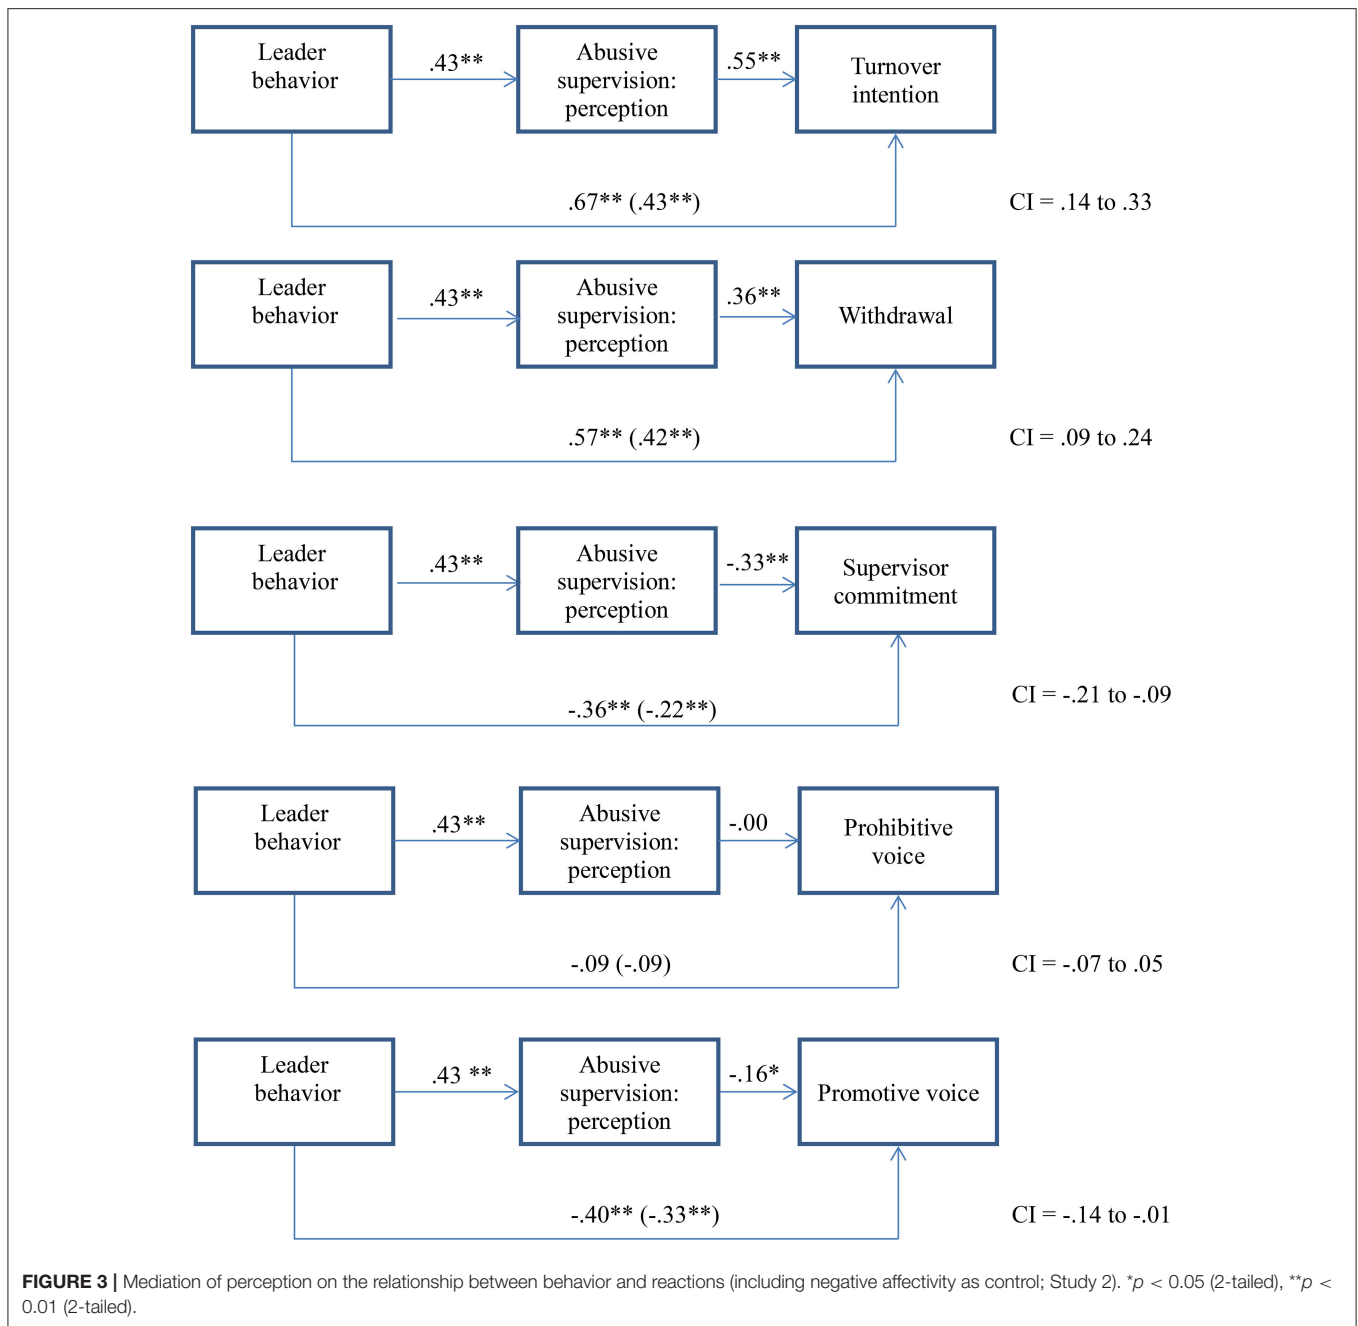 Leader
behavior
.43**
Abusive
supervision:
perception
.55**
Turnover
intention
.67** (.43**)
CI = .14 to .33
Leader
behavior
.43**
Abusive
supervision:
perception
.36**
Withdrawal
.57** (.42**)
CI = .09 to .24
Leader
behavior
.43**
Abusive
supervision:
perception
-.33**
Supervisor
commitment
-.36** (-.22**)
CI = -.21 to -.09
Leader
behavior
.43**
Abusive
supervision:
perception
-.00
Prohibitive
voice
-.09 (-.09)
CI = -.07 to .05
Leader
behavior
.43 **
Abusive
supervision:
perception
-.16*
Promotive voice
-.40** (-.33**)
CI = -.14 to -.01
FIGURE 3 | Mediation of perception on the relationship between behavior and reactions (including negative affectivity as control; Study 2). *p < 0.05 (2-tailed), **p <
0.01 (2-tailed).